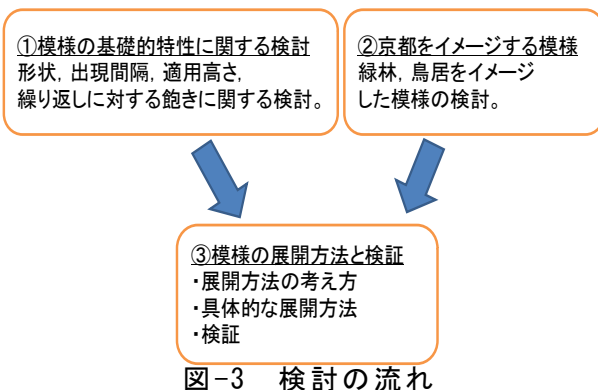 ①模様の基礎的特性に関する検討
形状，出現間隔，適用高さ，
繰り返しに対する飽きに関する検討。
②京都をイメージする模様
緑林，鳥居をイメージ
した模様の検討。
③模様の展開方法と検証
・展開方法の考え方
・具体的な展開方法
・検証
図-3　検討の流れ